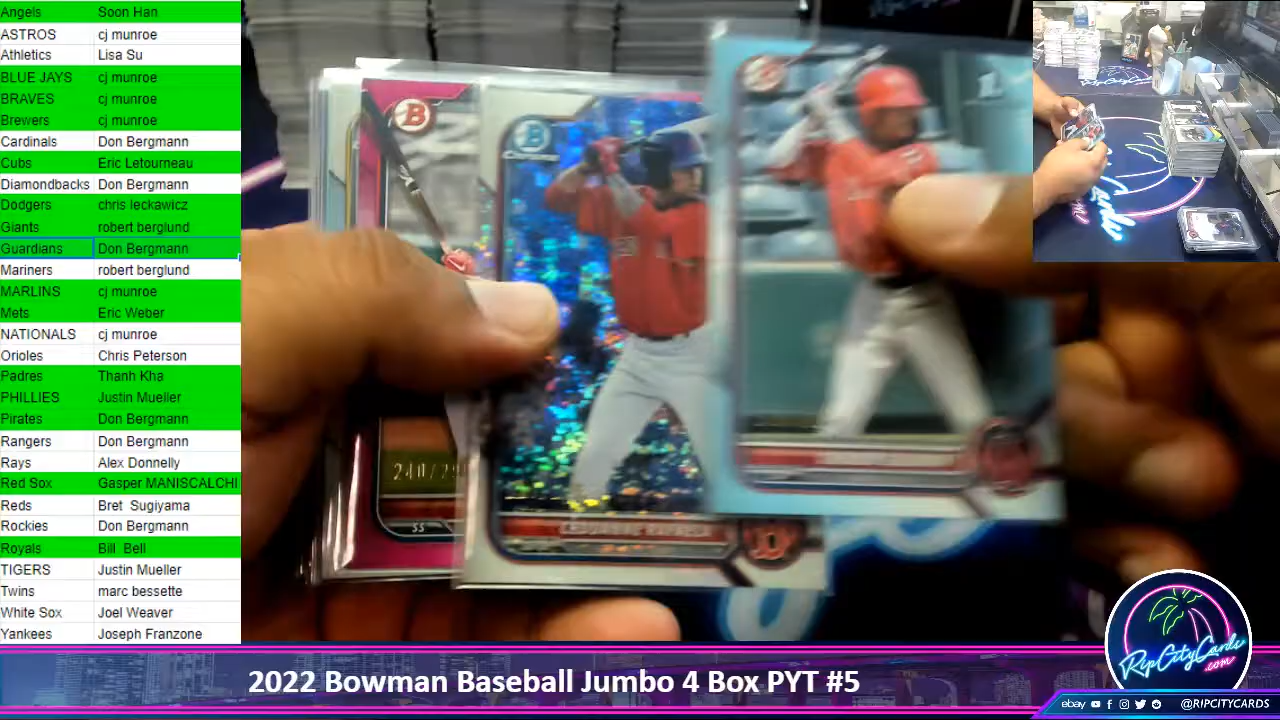 Angels Soon Han
ASTROS cj munroe
Athletics Lisa Su
BLUE JAYS cj munroe
BRAVES cj munroe
Brewers cj munroe
Cardinals Don Bergmann
Cubs Eric Letourneau
Diamondbacks Don Bergmann
Dodgers chris leckawicz
Giants robert berglund
Guardians Don Bergmann
Mariners robert berglund
MARLINS cj munroe
Mets Eric Weber
NATIONALS cj munroe
Orioles Chris Peterson
Padres Thanh Kha
PHILLIES Justin Mueller
Pirates Don Bergmann
Rangers Don Bergmann
Rays Alex Donnelly
Red Sox Gasper MANISCALCHI
Reds Bret Sugiyama
Rockies Don Bergmann
Royals Bill Bell
TIGERS Justin Mueller
Twins marc bessette
White Sox Joel Weaver
Yankees Joseph Franzone
B
SS
2022 Bowman Baseball Jumbo 4 Box PYT #5
RipCityCards
.com
ebay @RIPCITYCARDS